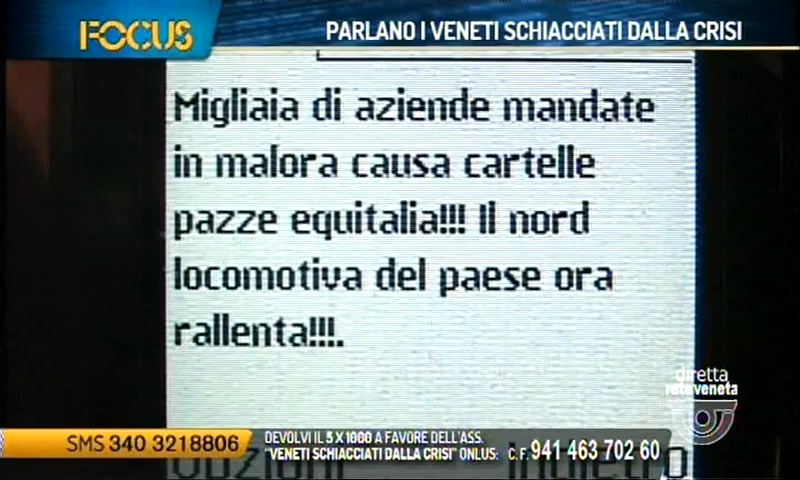 FOCUS
PARLANO I VENETI SCHIACCIATI DALLA CRISI
Migliaia di aziende mandate
in malora causa cartelle
pazze equitalia!!! Il nord
locomotiva del paese ora
rallenta!!!.
diretta
reteveneta
SMS 340 3218806
DEVOLVI IL 5 X 1000 A FAVORE DELL'ASS.
"VENETI SCHIACCIATI DALLA CRISI" ONLUS: C.F. 941 463 702 60
Opzioni indietro